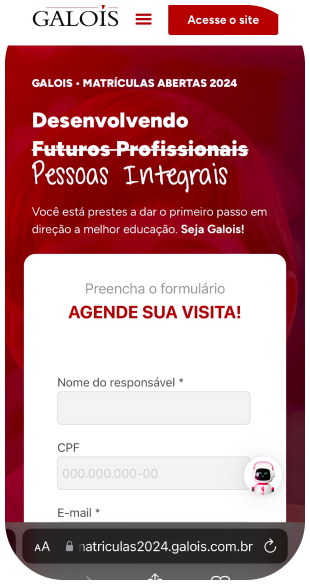 GALOIS
Acesse o site
GALOIS • MATRÍCULAS ABERTAS 2024
Desenvolvendo
Futuros Profissionais
Pessoas Integrais
Você está prestes a dar o primeiro passo em
direção a melhor educação. Seja Galois!
Preencha o formulário
AGENDE SUA VISITA!
Nome do responsável *
CPF
000.000.000-00
E-mail *
AA
natriculas2024.galois.com.br